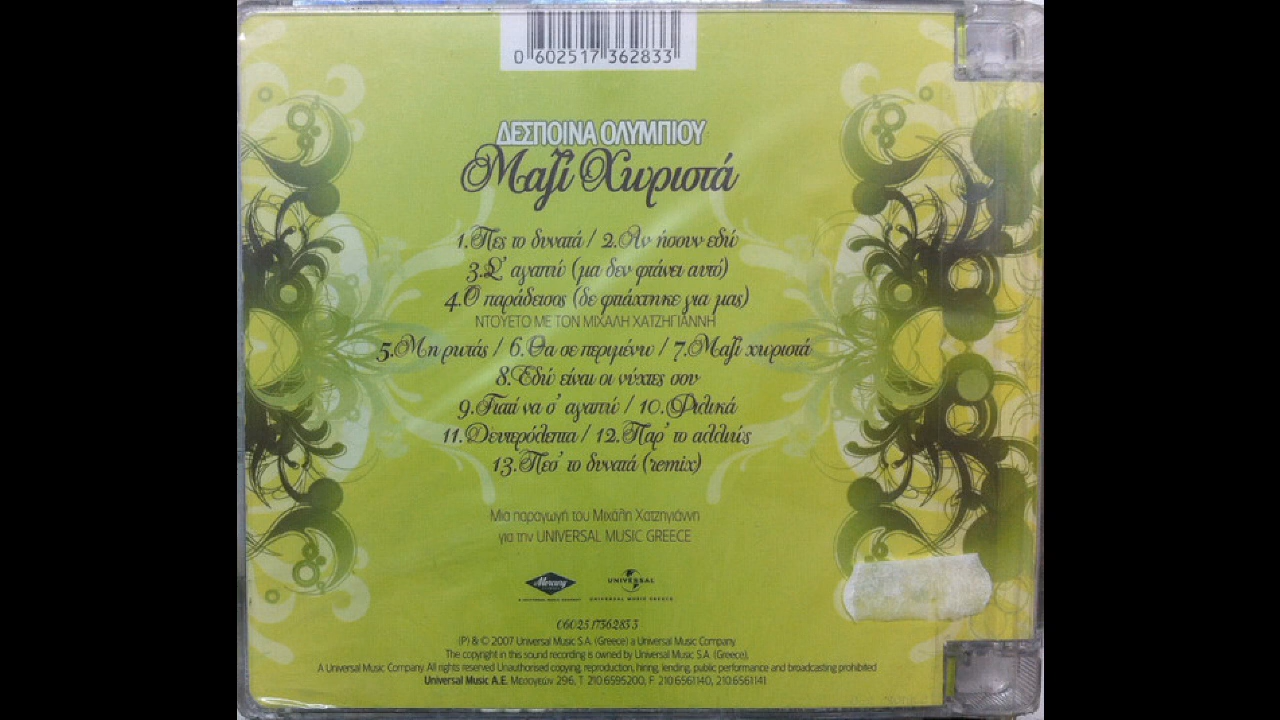 0 602517 362833
ΔΕΣΠΟΙΝΑ ΟΛΥΜΠΙΟΥ
Μαζί Χωριστά
1.Πες το δυνατά / 2.Αν ήσουν εδώ
3.Σ' αγαπώ (μα δεν φτάνει αυτό)
4.Ο παράδεισος (δε φτιάχτηκε για μας)
ΝΤΟΥΕΤΟ ΜΕ ΤΟΝ ΜΙΧΑΛΗ ΧΑΤΖΗΓΙΑΝΝΗ
5.Μη ρωτάς / 6.Θα σε περιμένω / 7.Μαζί χωριστά
8.Εδώ είναι οι νύχτες σου
9.Γιατί να σ' αγαπώ / 10.Φιλικά
11.Δευτερόλεπτα / 12.Παρ' το αλλιώς
13.Πεσ' το δυνατά (remix)
Μια παραγωγή του Μιχάλη Χατζηγιάννη
για την UNIVERSAL MUSIC GREECE
Mercury UNIVERSAL
UNIVERSAL MUSIC GREECE
0602517362833
(P) & © 2007 Universal Music S.A. (Greece) a Universal Music Company
The copyright in this sound recording is owned by Universal Music S.A. (Greece),
A Universal Music Company. All rights reserved Unauthorised copying, reproduction, hiring, lending, public performance and broadcasting prohibited
Universal Music A.E. Μεσογείων 296, Τ. 210.6595200, F. 210.6561140, 210.6561141